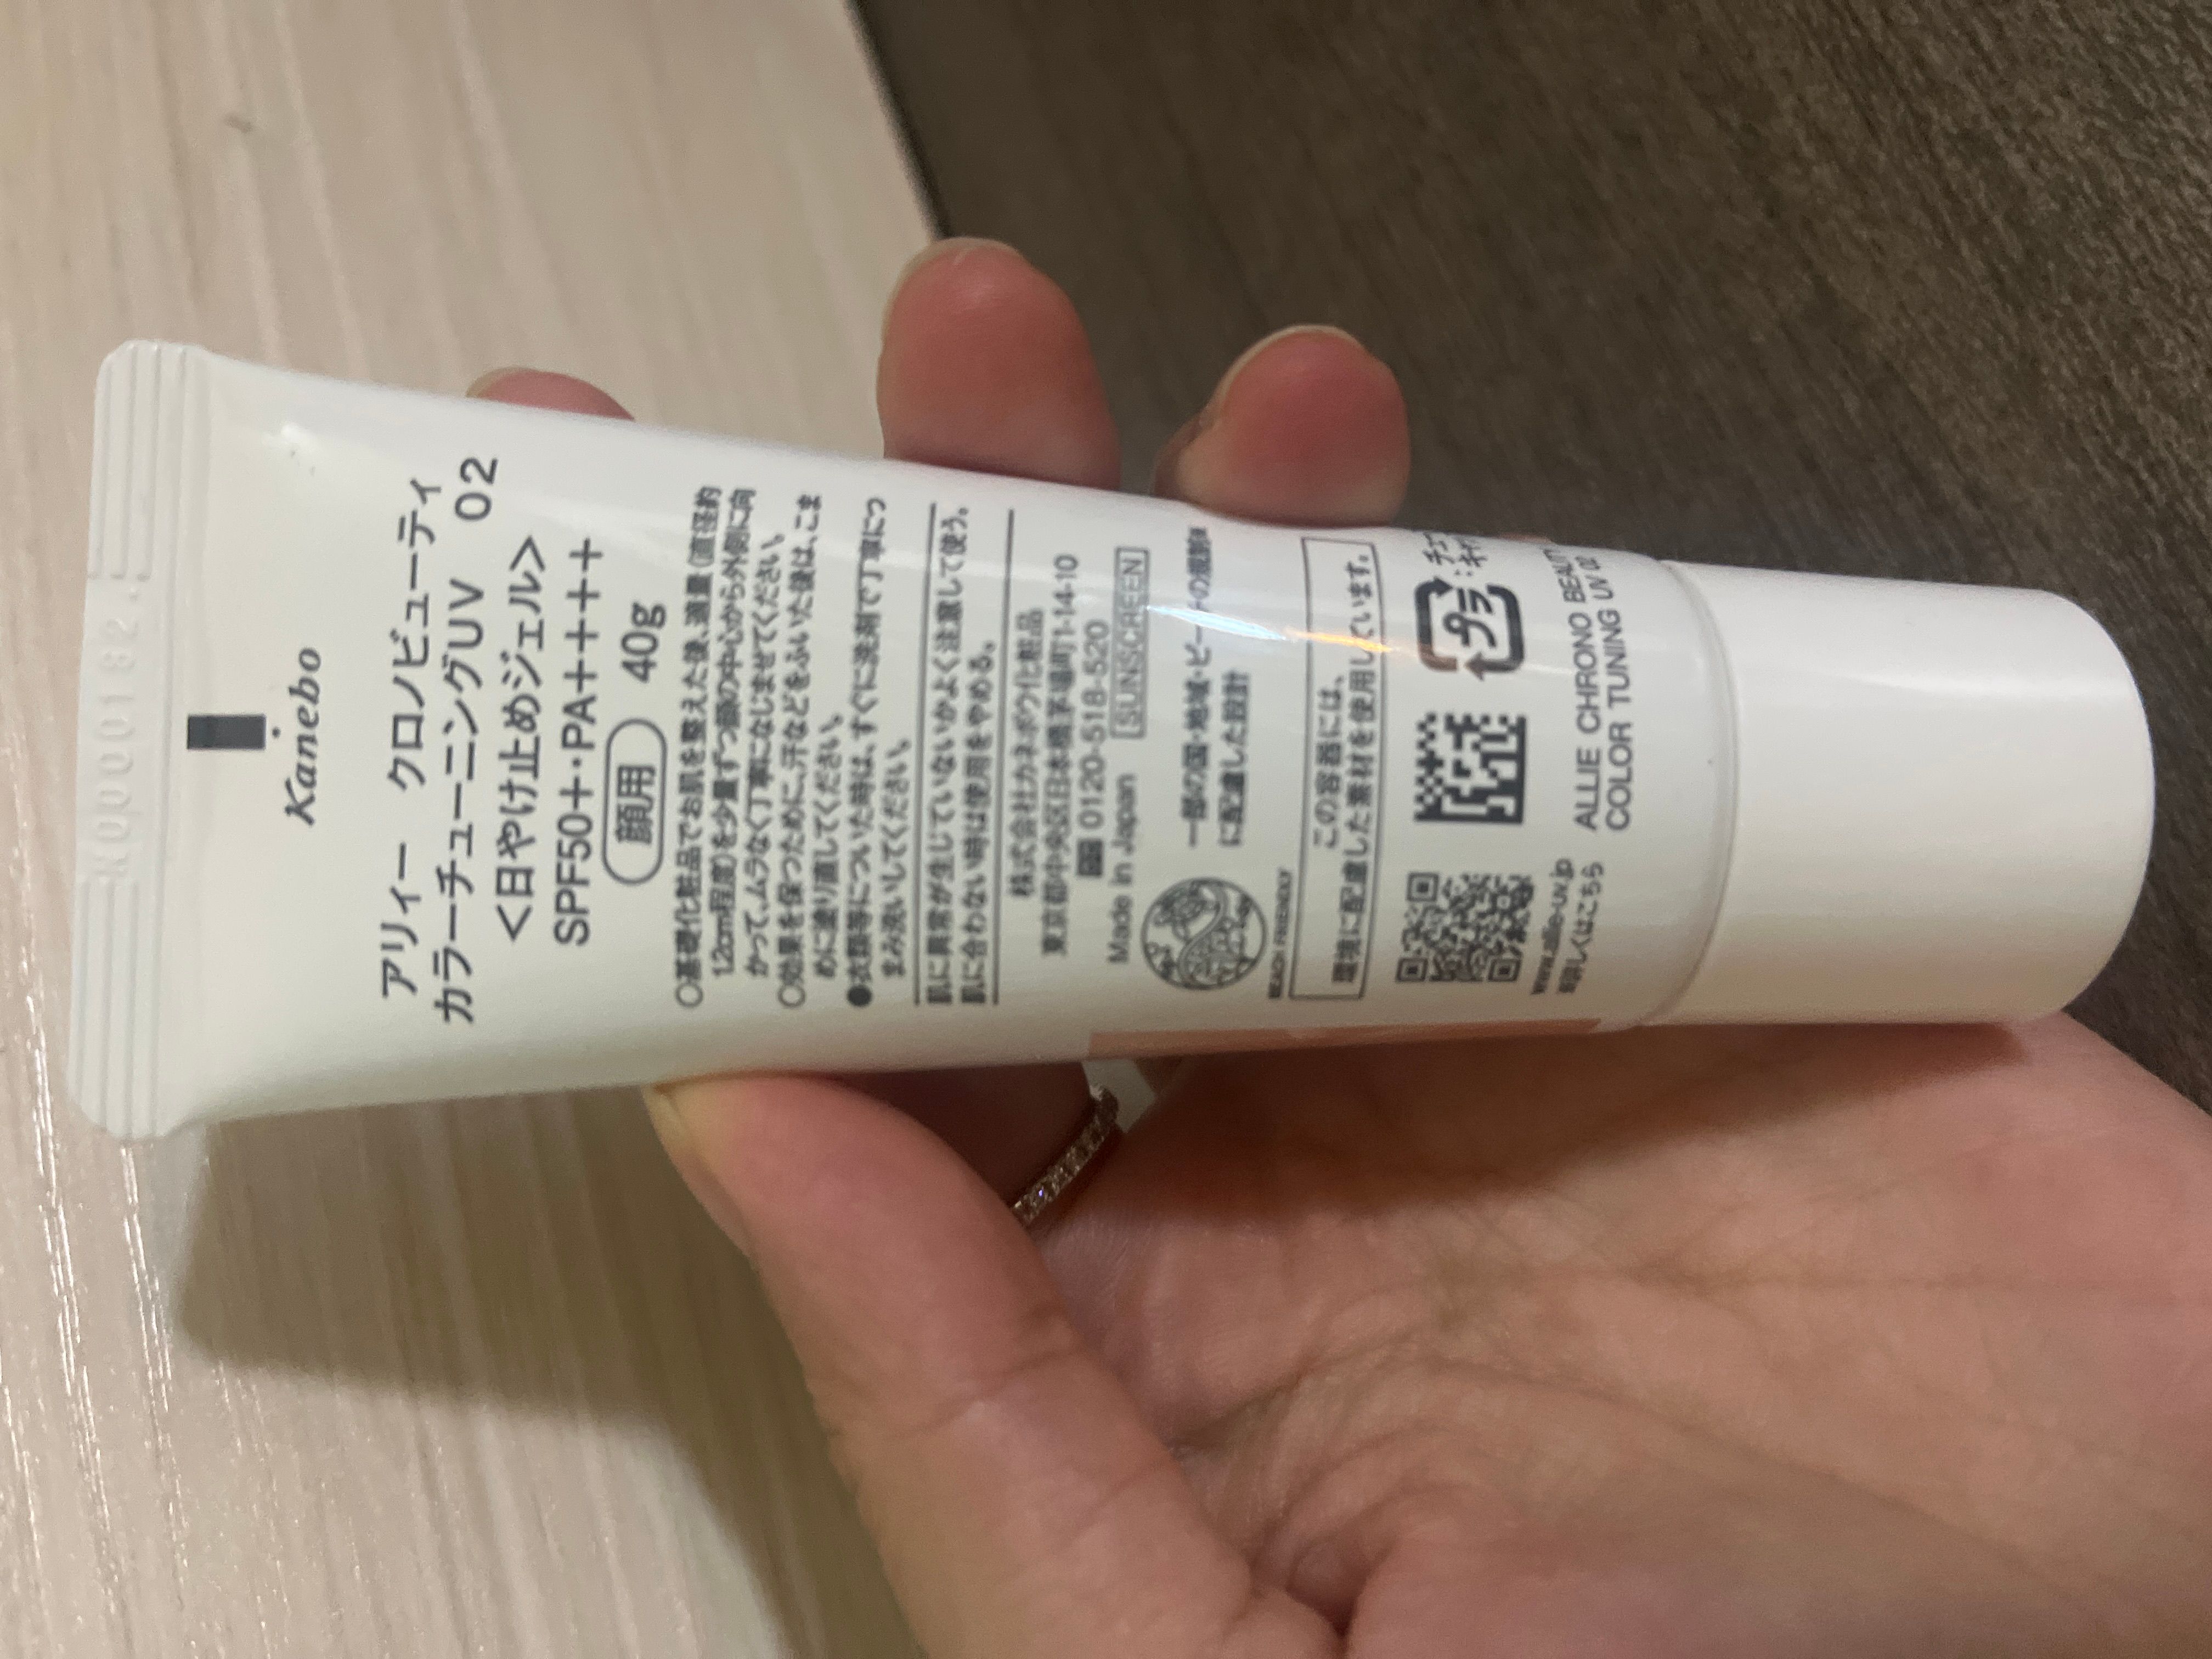 Kanebo
アリィー クロノビューティ
カラーチューニングUV 02
<日やけ止めジェル>
SPF50+・PA++++
顔用 40g
○基礎化粧品でお肌を整えた後、適量(直径約
1.2cm程度)を少量ずつ顔の中心から外側に向
かって、ムラなく丁寧になじませてください。
○効果を保つために、汗などをふいた後は、こま
めに塗り直してください。
●衣類等についた時は、すぐに洗剤で丁寧につ
まみ洗いしてください。
肌に異常が生じていないかよく注意して使う。
肌に合わない時は使用をやめる。
株式会社カネボウ化粧品
東京都中央区日本橋茅場町1-14-10
0120-518-520
Made in Japan SUNSCREEN
一部の国・地域・ビーチの規制
に配慮した設計
BEACH FRIENDLY
この容器には、
環境に配慮した素材を使用しています。
プラ
www.allie-uv.jp
※詳しくはこちら
ALLIE CHRONO BEAUTY
COLOR TUNING UV 02